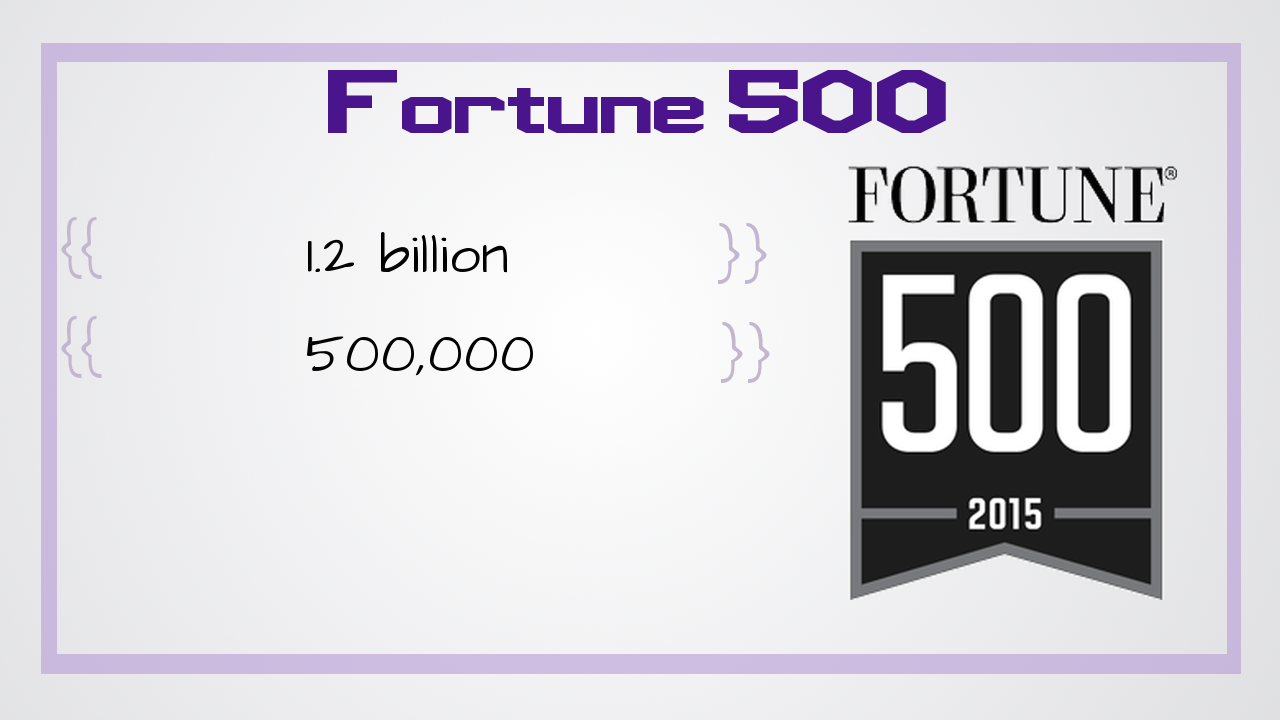 Fortune 500
{{ 1.2 billion }}
{{ 500,000 }}
FORTUNE®
500
2015